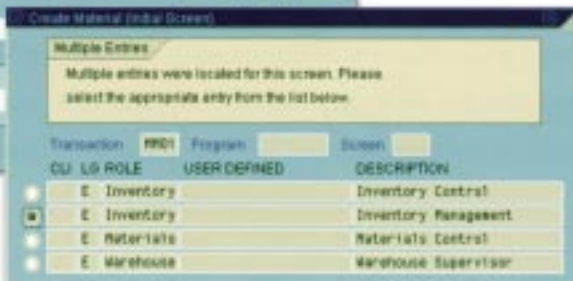 Create Material (Initial Screen)
Multiple Entries
Multiple entries were located for this screen. Please
select the appropriate entry from the list below.
Transaction MM01 Program Screen
CLI LG ROLE USER DEFINED DESCRIPTION
E Inventory Inventory Control
E Inventory Inventory Management
E Materials Materials Control
E Warehouse Warehouse Supervisor